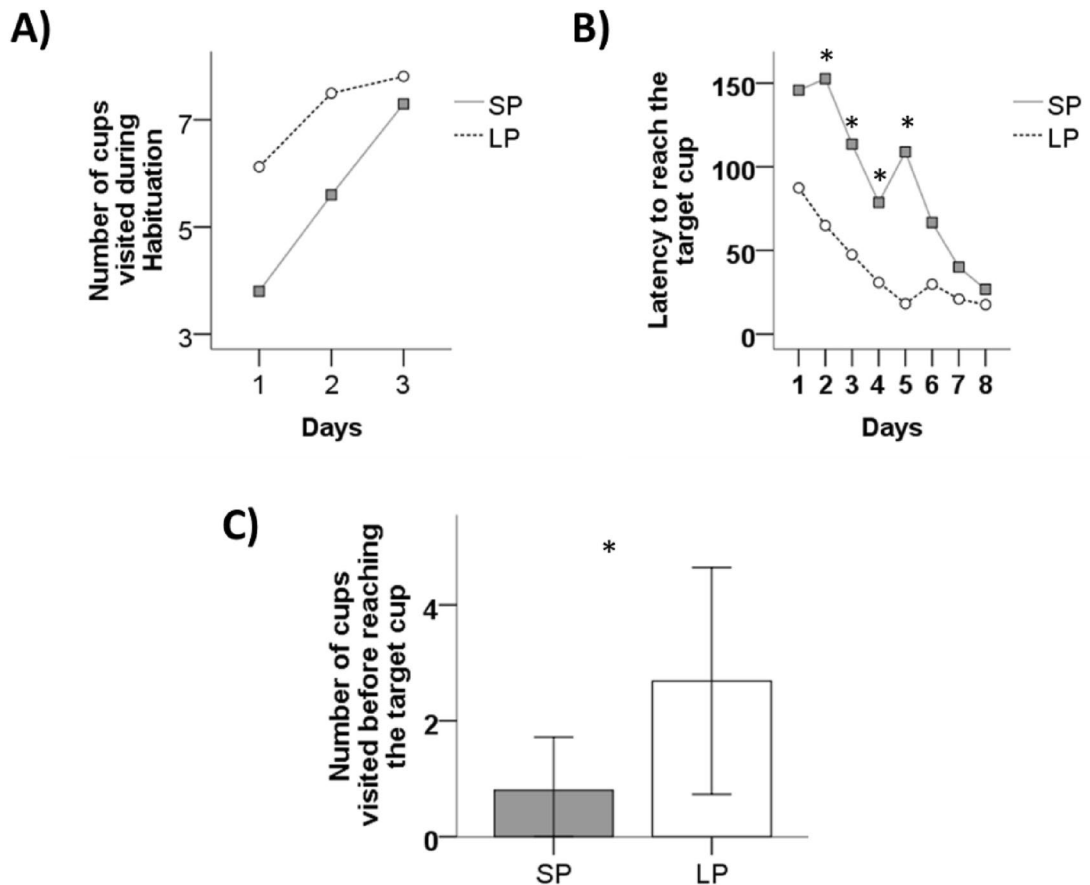 A)
Number of cups
visited during
Habituation
7
5
3
1 2 3
Days
SP
LP
B)
Latency to reach the
target cup
150
100
50
0
* * * *
1 2 3 4 5 6 7 8
Days
SP
LP
C)
Number of cups
visited before reaching
the target cup
4
2
0
*
SP LP